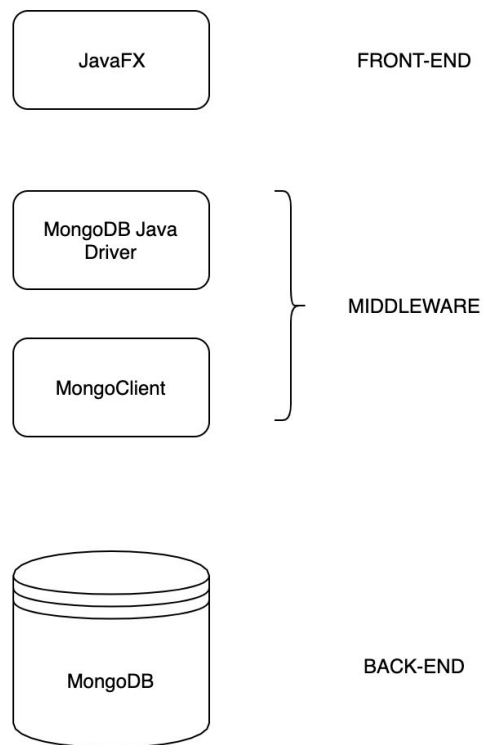 JavaFX
FRONT-END
MongoDB Java
Driver
MIDDLEWARE
MongoClient
MongoDB
BACK-END